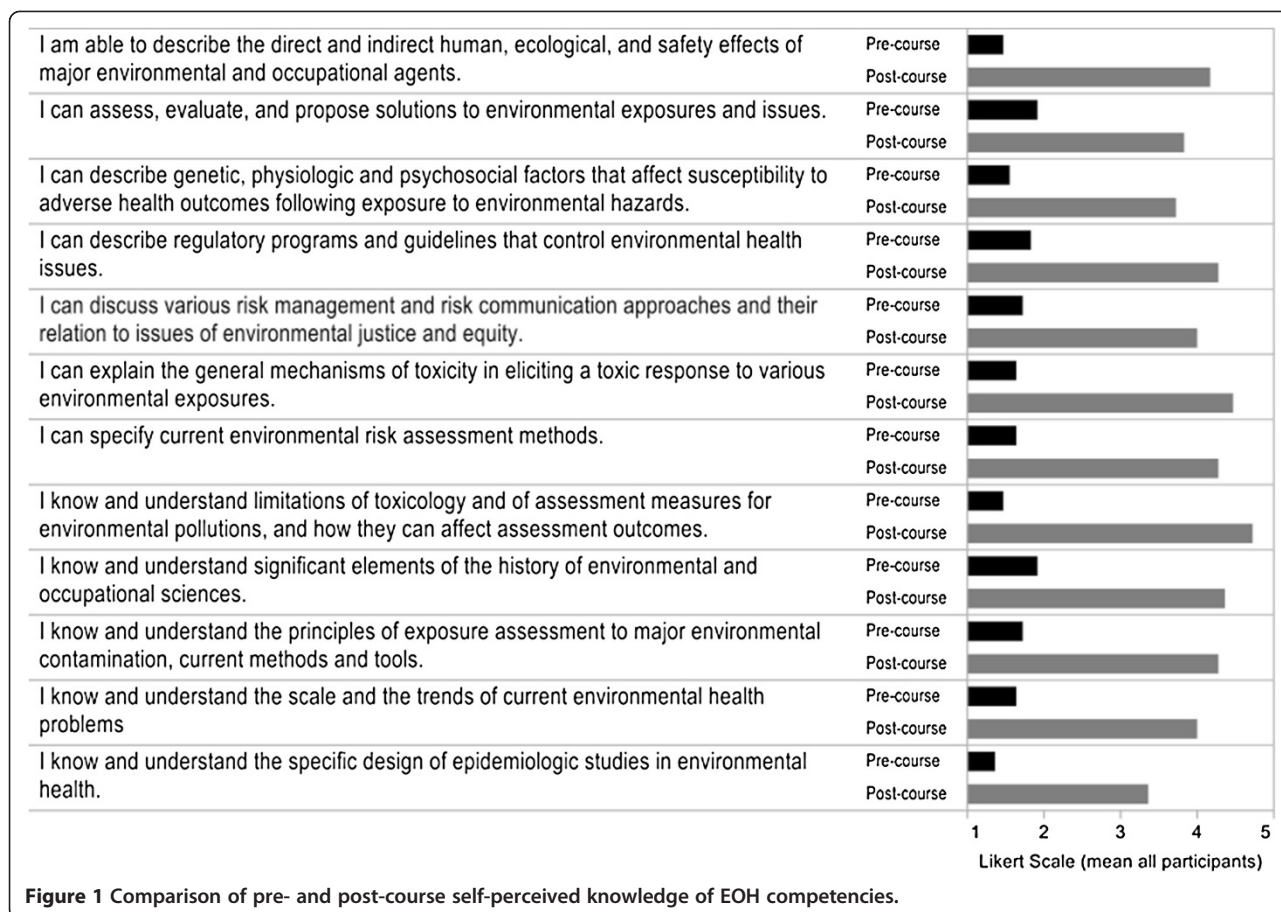 I am able to describe the direct and indirect human, ecological, and safety effects of
major environmental and occupational agents.
Pre-course
Post-course
I can assess, evaluate, and propose solutions to environmental exposures and issues.
Pre-course
Post-course
I can describe genetic, physiologic and psychosocial factors that affect susceptibility to
adverse health outcomes following exposure to environmental hazards.
Pre-course
Post-course
I can describe regulatory programs and guidelines that control environmental health
issues.
Pre-course
Post-course
I can discuss various risk management and risk communication approaches and their
relation to issues of environmental justice and equity.
Pre-course
Post-course
I can explain the general mechanisms of toxicity in eliciting a toxic response to various
environmental exposures.
Pre-course
Post-course
I can specify current environmental risk assessment methods.
Pre-course
Post-course
I know and understand limitations of toxicology and of assessment measures for
environmental pollutions, and how they can affect assessment outcomes.
Pre-course
Post-course
I know and understand significant elements of the history of environmental and
occupational sciences.
Pre-course
Post-course
I know and understand the principles of exposure assessment to major environmental
contamination, current methods and tools.
Pre-course
Post-course
I know and understand the scale and the trends of current environmental health
problems
Pre-course
Post-course
I know and understand the specific design of epidemiologic studies in environmental
health.
Pre-course
Post-course
1 2 3 4 5
Likert Scale (mean all participants)
Figure 1 Comparison of pre- and post-course self-perceived knowledge of EOH competencies.